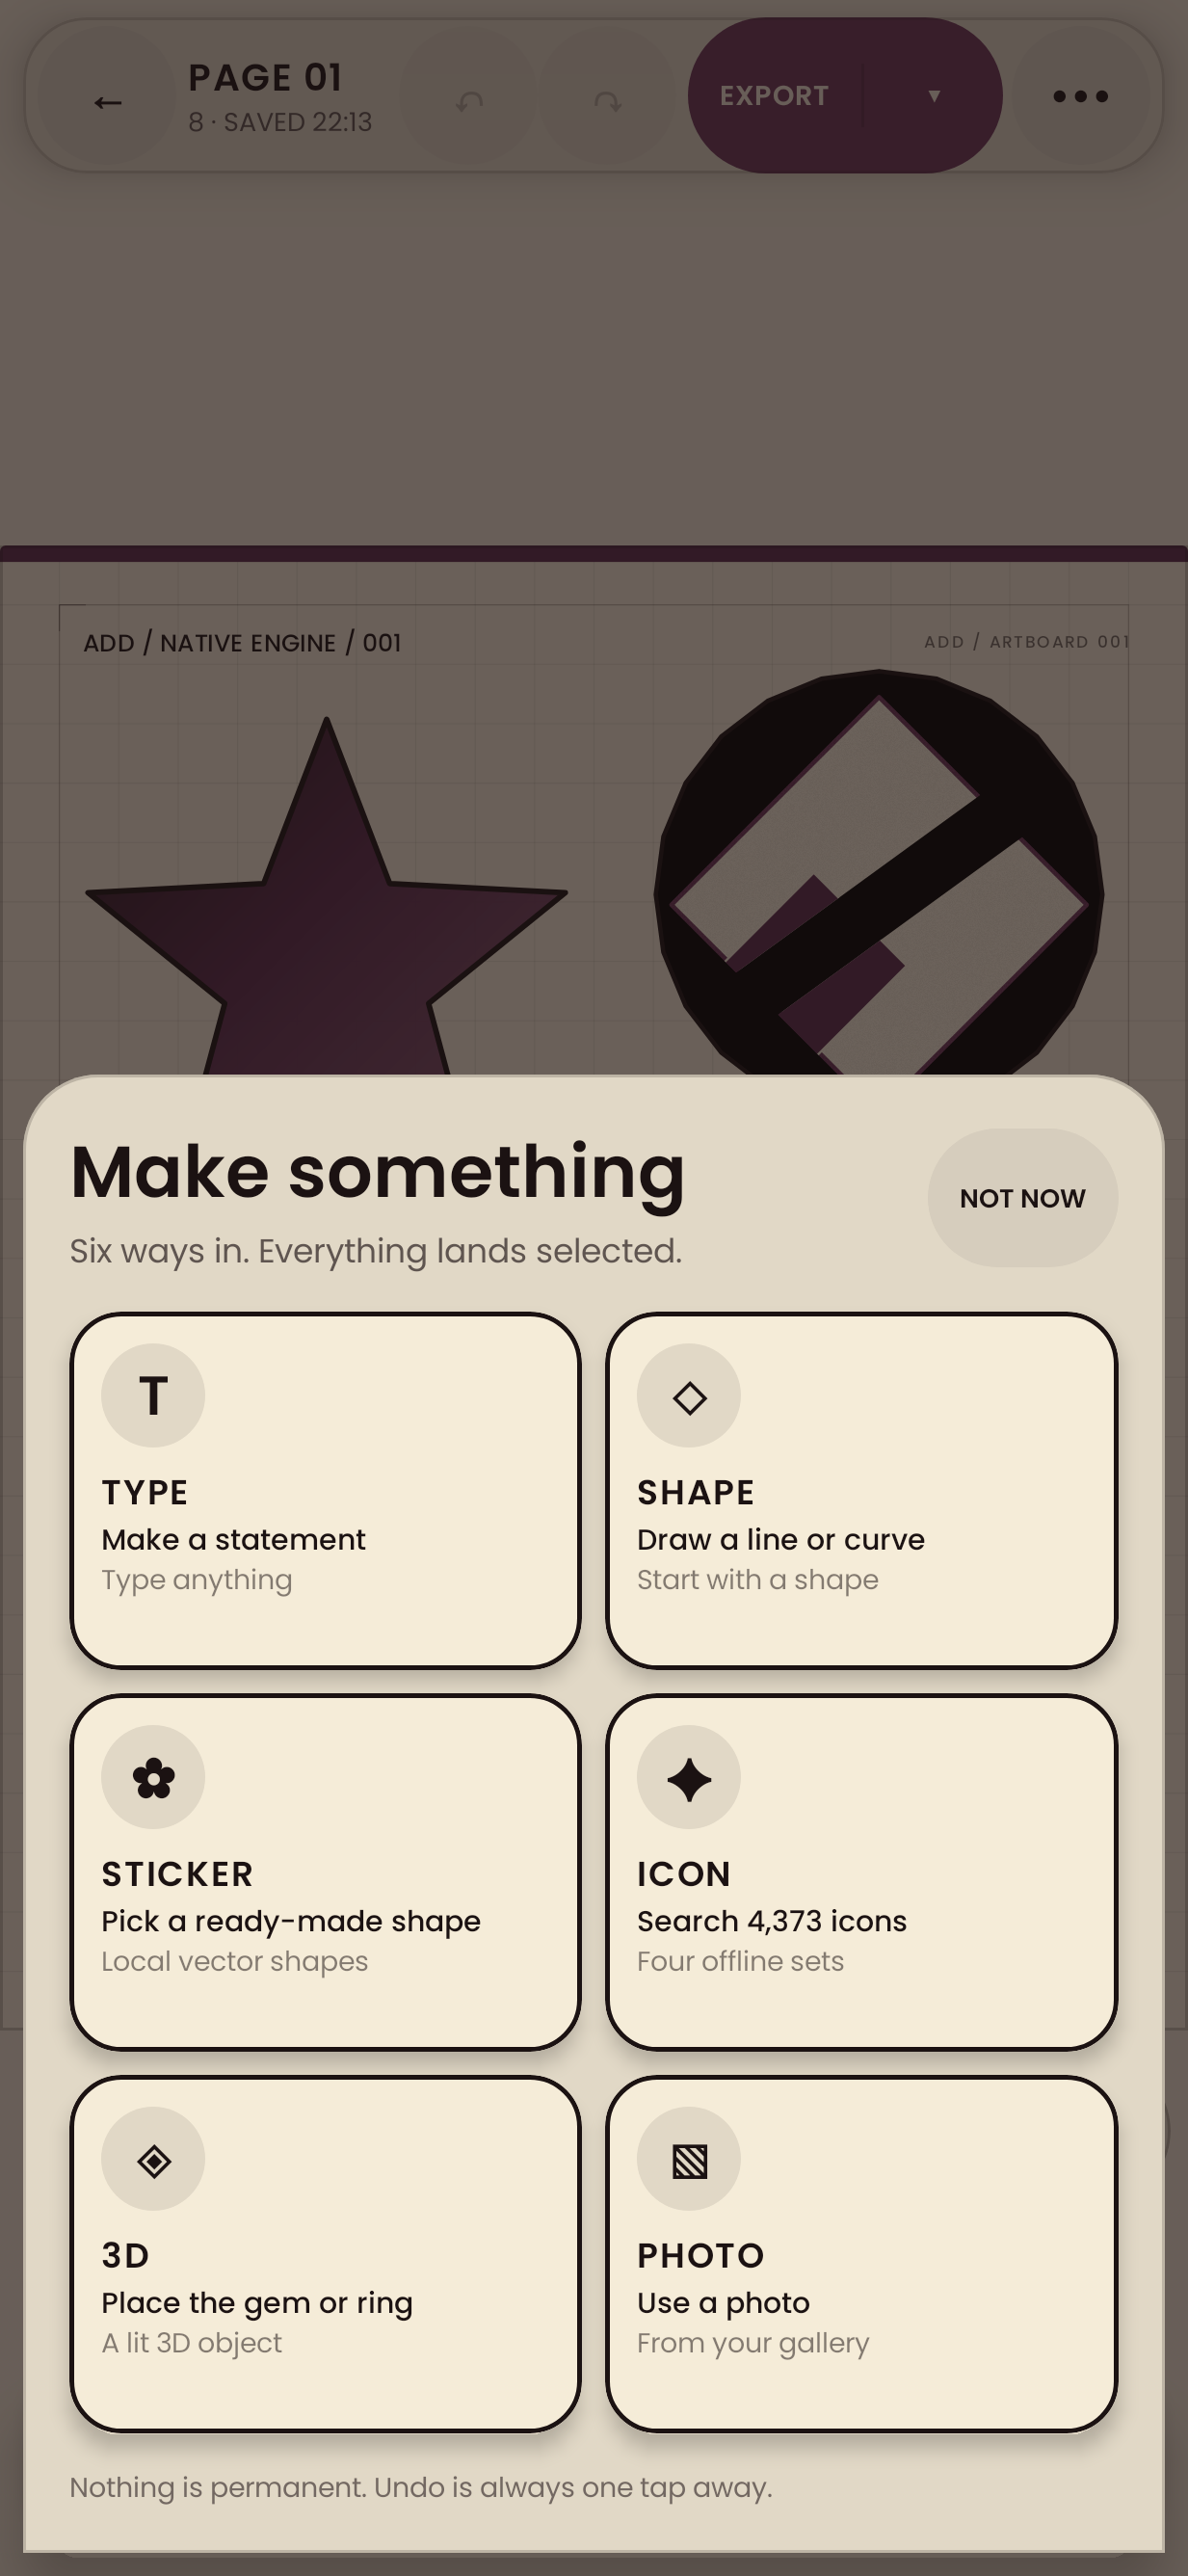 PAGE 01
8 · SAVED 22:13
EXPORT
ADD / NATIVE ENGINE / 001
ADD / ARTBOARD 001
Make something
NOT NOW
Six ways in. Everything lands selected.
T
TYPE
Make a statement
Type anything
SHAPE
Draw a line or curve
Start with a shape
STICKER
Pick a ready-made shape
Local vector shapes
ICON
Search 4,373 icons
Four offline sets
3D
Place the gem or ring
A lit 3D object
PHOTO
Use a photo
From your gallery
Nothing is permanent. Undo is always one tap away.